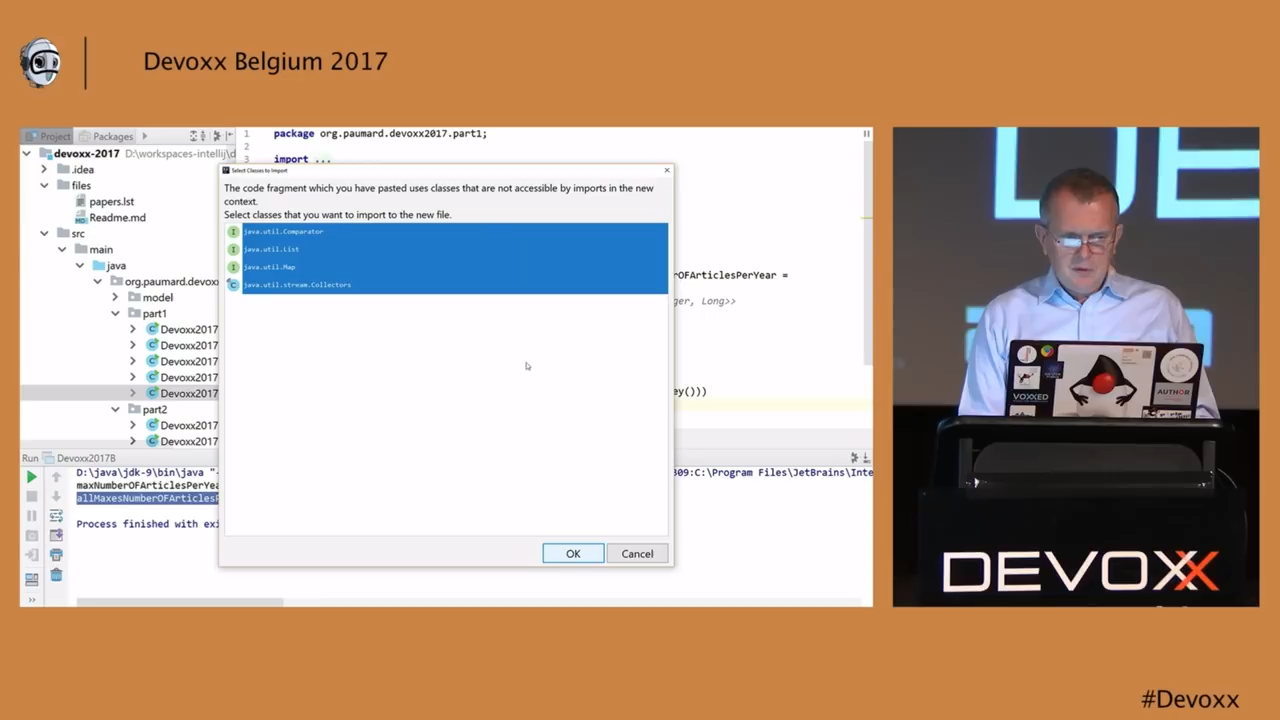 Devoxx Belgium 2017
Project
Packages
devoxx-2017 D:\workspaces-intellij\d
.idea
files
papers.lst
Readme.md
src
main
java
org.paumard.devox
model
part1
Devoxx2017
Devoxx2017
Devoxx2017
Devoxx2017
Devoxx2017
part2
Devoxx2017
Devoxx2017
1 package org.paumard.devoxx2017.part1;
2
3 import ...
Select Classes to Import
The code fragment which you have pasted uses classes that are not accessible by imports in the new
context.
Select classes that you want to import to the new file.
java.util.Comparator
java.util.List
java.util.Map
java.util.stream.Collectors
OK
Cancel
rOFArticlesPerYear =
ger, Long>>
ey()))
Run Devoxx2017B
D:\java\jdk-9\bin\java "-
309:C:\Program Files\JetBrains\Inte
maxNumberOFArticlesPerYea
allMaxesNumberOFArticlesP
Process finished with exi
VOXXED
AUTHOR
DEVOXX
#Devoxx